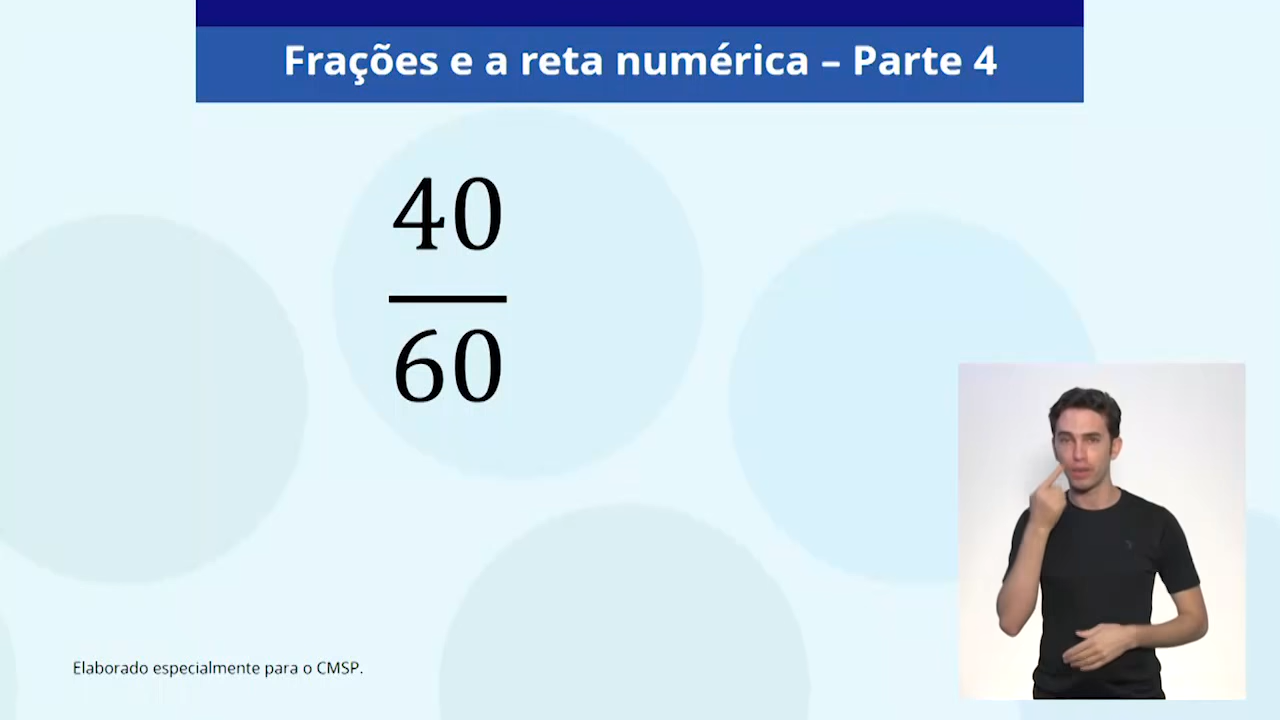 Frações e a reta numérica – Parte 4
40
60
Elaborado especialmente para o CMSP.